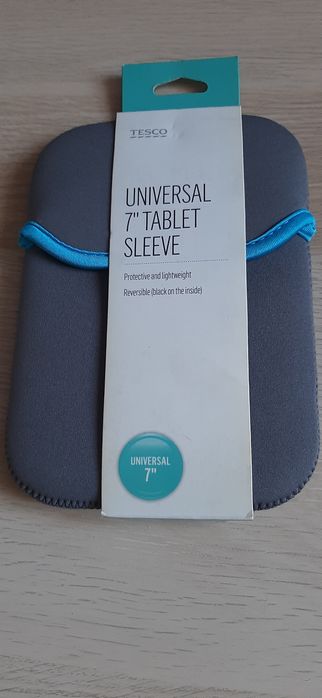 TESCO
UNIVERSAL
7" TABLET
SLEEVE
Protective and lightweight
Reversible (black on the inside)
UNIVERSAL
7"